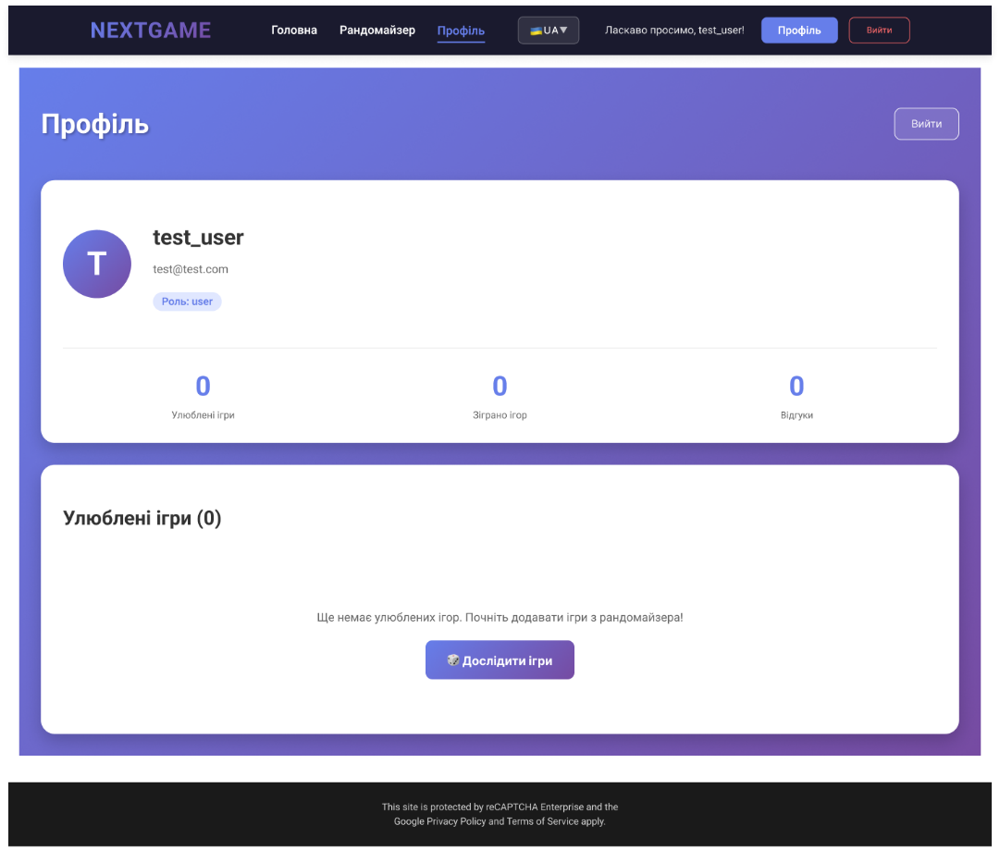 NEXTGAME
Головна Рандомайзер Профіль 🇺🇦UA▼ Ласкаво просимо, test_user! Профіль Вийти
Профіль
Вийти
T
test_user
test@test.com
Роль: user
0 0 0
Улюблені ігри Зіграно ігор Відгуки
Улюблені ігри (0)
Ще немає улюблених ігор. Почніть додавати ігри з рандомайзера!
🎲 Дослідити ігри
This site is protected by reCAPTCHA Enterprise and the
Google Privacy Policy and Terms of Service apply.